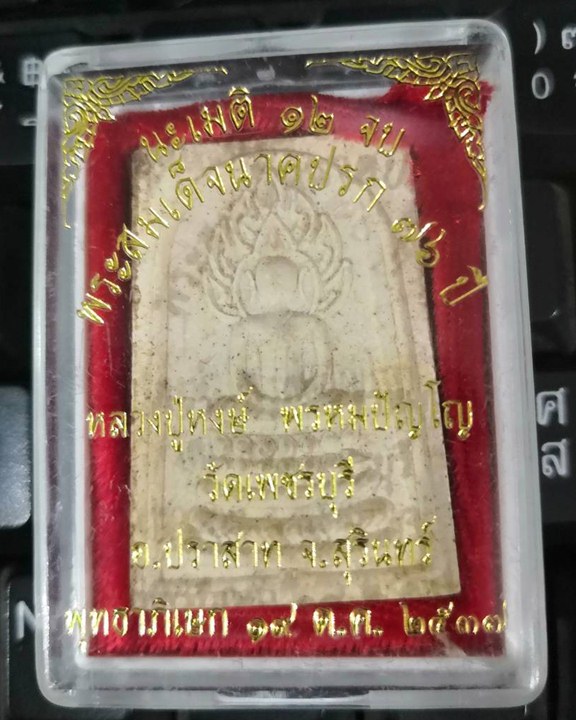 นะเมติ ๑๒ จบ
พระสมเด็จนาคปรก ๗๖ ปี
หลวงปู่หงษ์ พรหมปัญโญ
วัดเพชรบุรี
อ.ปราสาท จ.สุรินทร์
พุทธาภิเษก ๑๙ ต.ค. ๒๕๓๗
ศ
ส